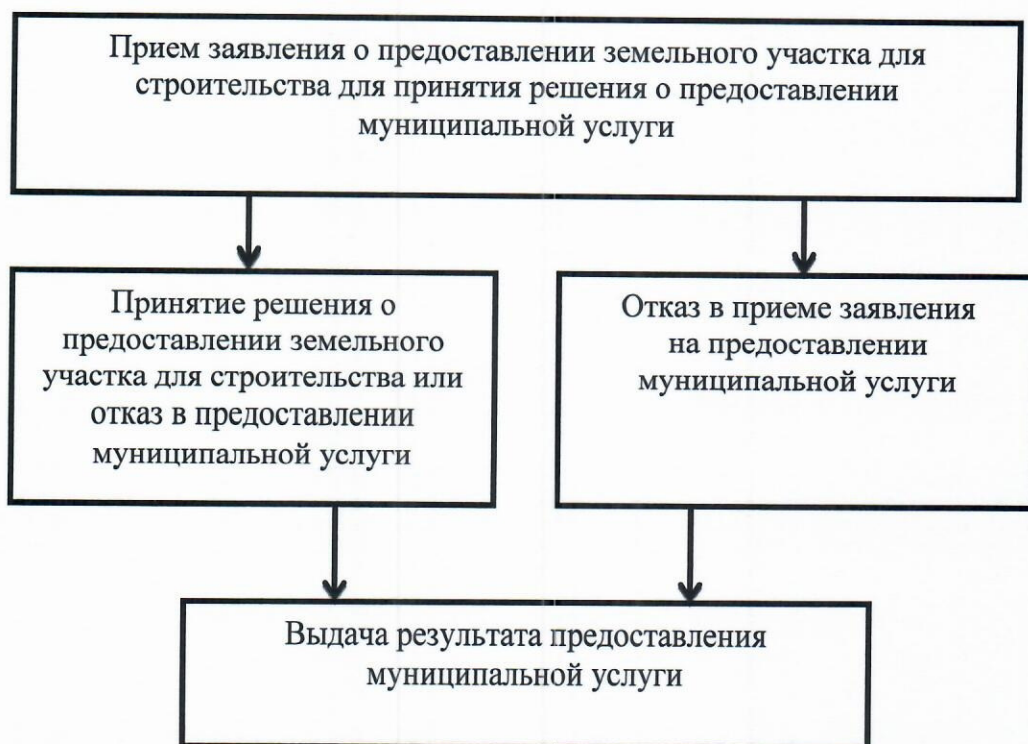 Прием заявления о предоставлении земельного участка для
строительства для принятия решения о предоставлении
муниципальной услуги
Принятие решения о
предоставлении земельного
участка для строительства или
отказ в предоставлении
муниципальной услуги
Отказ в приеме заявления
на предоставлении
муниципальной услуги
Выдача результата предоставления
муниципальной услуги